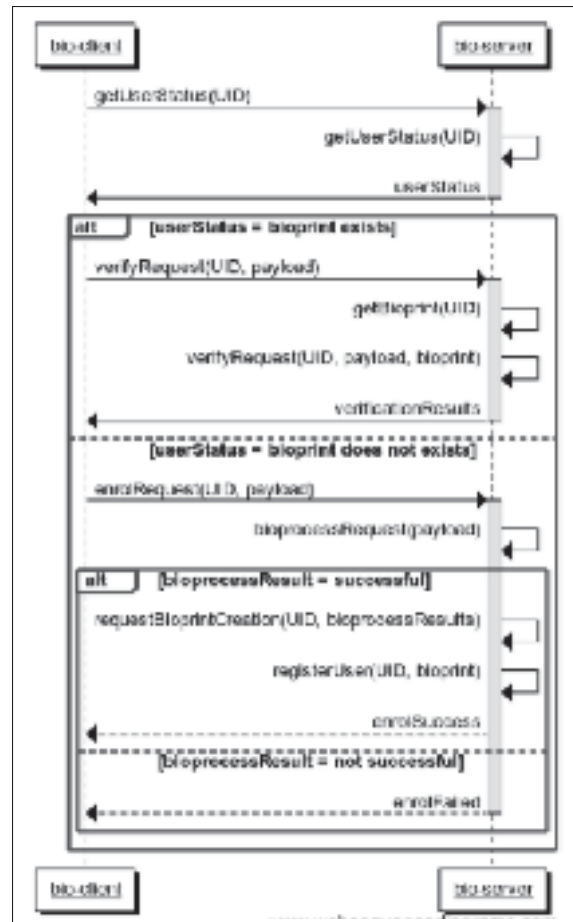 bio-client bio-server
getUserStatus(UID)
getUserStatus(UID)
userStatus
alt [userStatus = bioprint exists]
verifyRequest(UID, payload)
getBioprint(UID)
verifyRequest(UID, payload, bioprint)
verificationResults
[userStatus = bioprint does not exists]
enrolRequest(UID, payload)
bioprocessRequest(payload)
alt [bioprocessResult = successful]
requestBioprintCreation(UID, bioprocessResults)
registerUser(UID, bioprint)
enrolSuccess
[bioprocessResult = not successful]
enrolFailed
bio-client bio-server